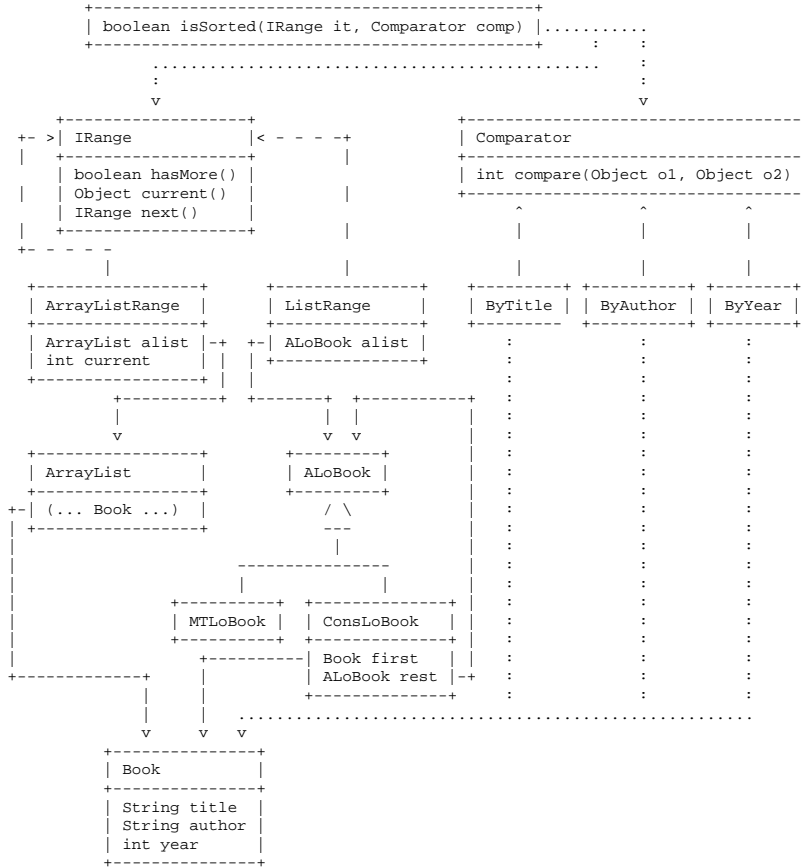 boolean isSorted(IRange it, Comparator comp)
IRange
Comparator
boolean hasMore()
int compare(Object o1, Object o2)
Object current()
IRange next()
ArrayListRange
ListRange
ByTitle
ByAuthor
ByYear
ArrayList alist
ALoBook alist
int current
ArrayList
ALoBook
(... Book ...)
MTLoBook
ConsLoBook
Book first
ALoBook rest
Book
String title
String author
int year